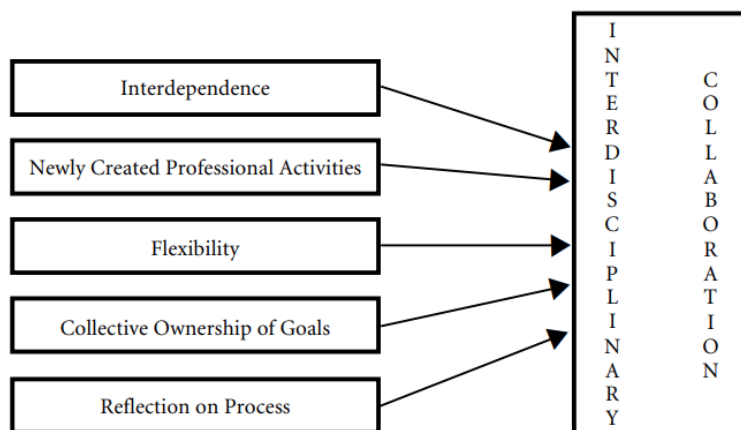 Interdependence
Newly Created Professional Activities
Flexibility
Collective Ownership of Goals
Reflection on Process
INTERDISCIPLINARY
COLLABORATION